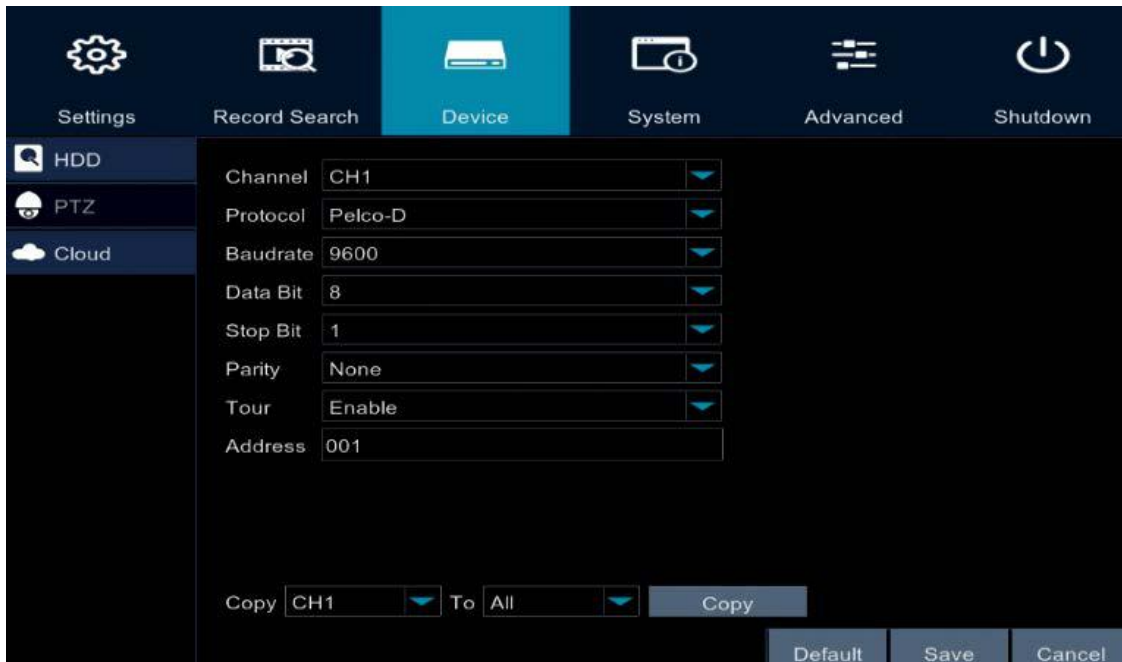 Settings Record Search Device System Advanced Shutdown
HDD
PTZ
Cloud
Channel CH1
Protocol Pelco-D
Baudrate 9600
Data Bit 8
Stop Bit 1
Parity None
Tour Enable
Address 001
Copy CH1 To All Copy
Default Save Cancel